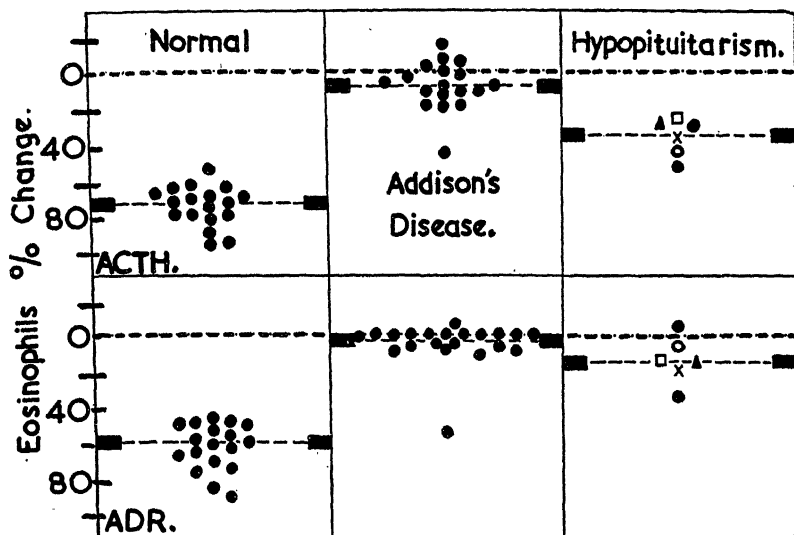 Normal
Hypopituitarism.
Addison's
Disease.
Eosinophils % Change.
0
40
80
ACTH.
0
40
80
ADR.